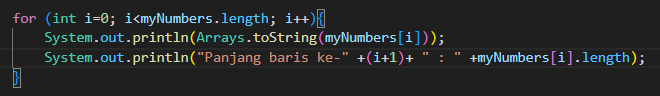 for (int i=0; i<myNumbers.length; i++){
System.out.println(Arrays.toString(myNumbers[i]));
System.out.println("Panjang baris ke-" +(i+1)+ " : " +myNumbers[i].length);
}